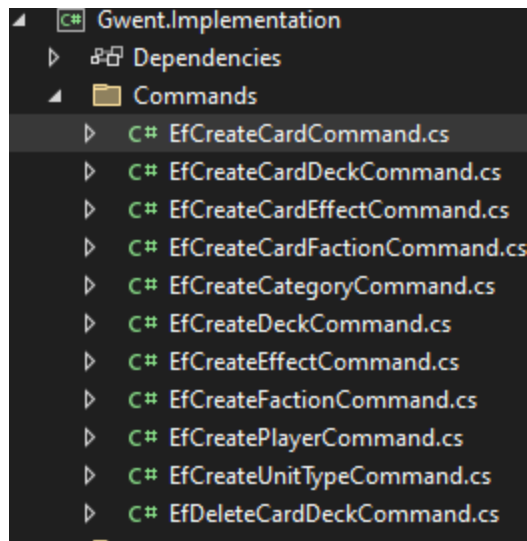 C# Gwent.Implementation
Dependencies
Commands
C# EfCreateCardCommand.cs
C# EfCreateCardDeckCommand.cs
C# EfCreateCardEffectCommand.cs
C# EfCreateCardFactionCommand.cs
C# EfCreateCategoryCommand.cs
C# EfCreateDeckCommand.cs
C# EfCreateEffectCommand.cs
C# EfCreateFactionCommand.cs
C# EfCreatePlayerCommand.cs
C# EfCreateUnitTypeCommand.cs
C# EfDeleteCardDeckCommand.cs